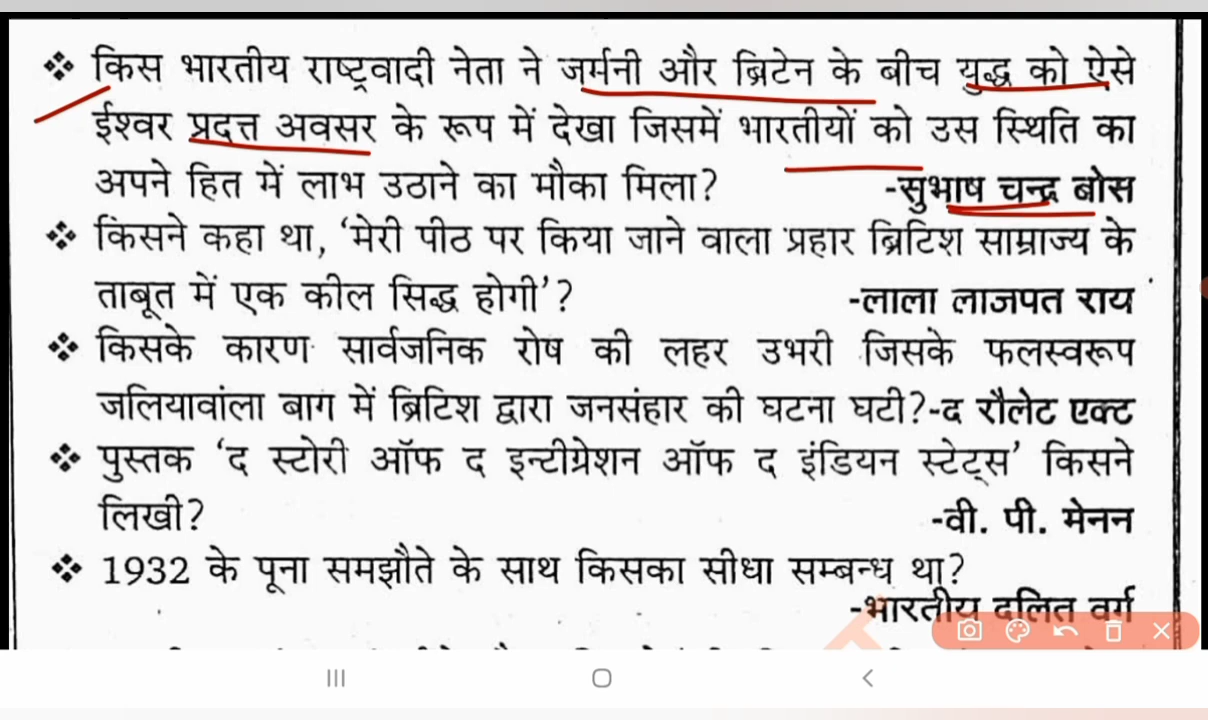 ❖ किस भारतीय राष्ट्रवादी नेता ने जर्मनी और ब्रिटेन के बीच युद्ध को ऐसे
ईश्वर प्रदत्त अवसर के रूप में देखा जिसमें भारतीयों को उस स्थिति का
अपने हित में लाभ उठाने का मौका मिला? -सुभाष चन्द्र बोस
❖ किसने कहा था, ‘मेरी पीठ पर किया जाने वाला प्रहार ब्रिटिश साम्राज्य के
ताबूत में एक कील सिद्ध होगी’? -लाला लाजपत राय
❖ किसके कारण सार्वजनिक रोष की लहर उभरी जिसके फलस्वरूप
जलियावांला बाग में ब्रिटिश द्वारा जनसंहार की घटना घटी?-द रौलेट एक्ट
❖ पुस्तक ‘द स्टोरी ऑफ द इन्टीग्रेशन ऑफ द इंडियन स्टेट्स’ किसने
लिखी? -वी. पी. मेनन
❖ 1932 के पूना समझौते के साथ किसका सीधा सम्बन्ध था?
-भारतीय दलित वर्ग